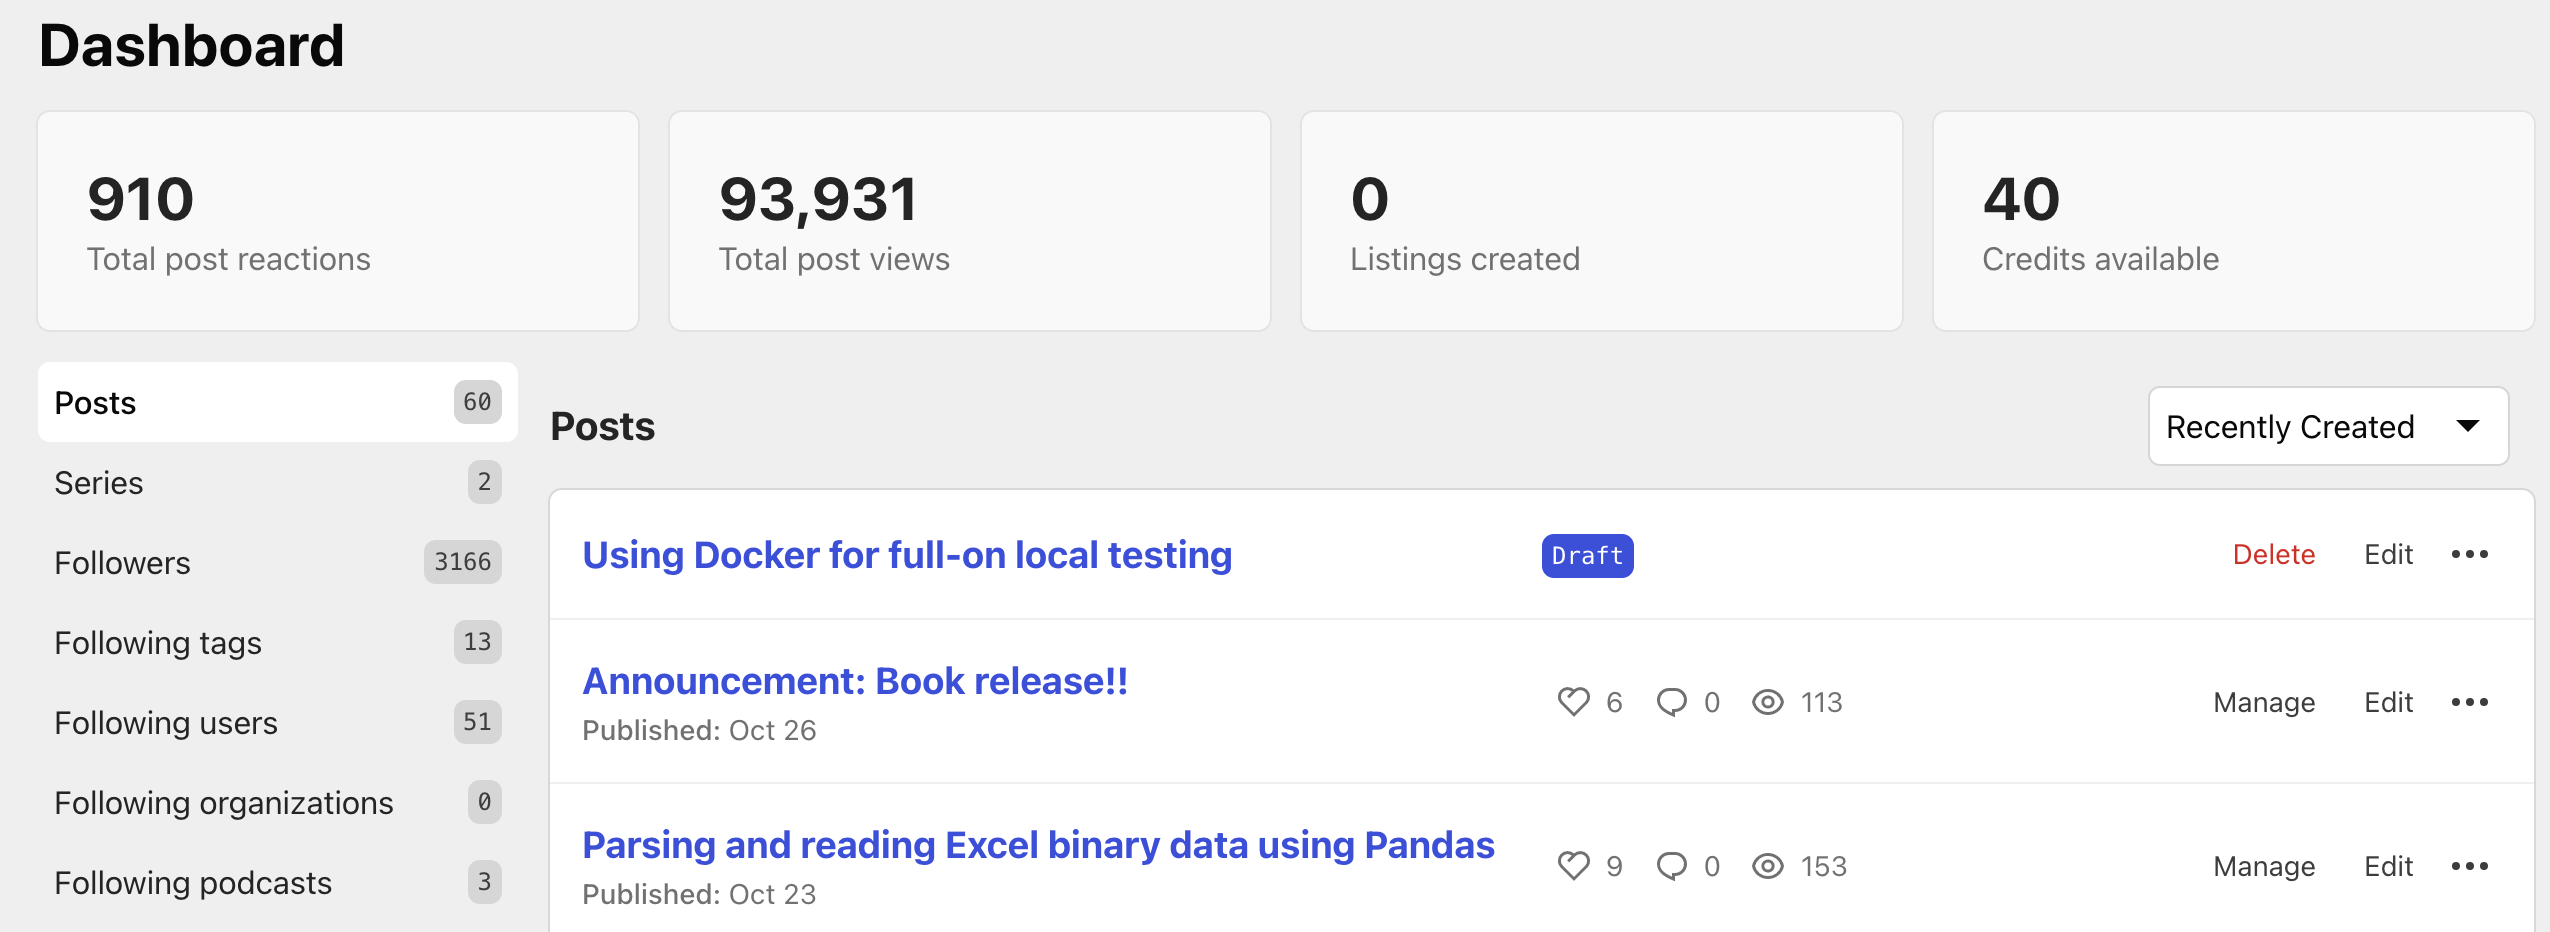 Dashboard
910
Total post reactions
93,931
Total post views
0
Listings created
40
Credits available
Posts 60
Series 2
Followers 3166
Following tags 13
Following users 51
Following organizations 0
Following podcasts 3
Posts
Recently Created
Using Docker for full-on local testing Draft Delete Edit
Announcement: Book release!!
Published: Oct 26
6 0 113 Manage Edit
Parsing and reading Excel binary data using Pandas
Published: Oct 23
9 0 153 Manage Edit